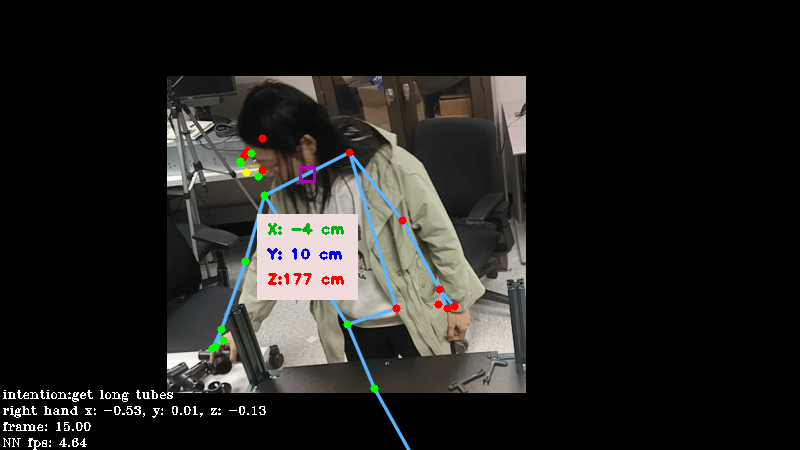 X: -4 cm
Y: 10 cm
Z:177 cm
intention:get long tubes
right hand x: -0.53, y: 0.01, z: -0.13
frame: 15.00
NN fps: 4.64